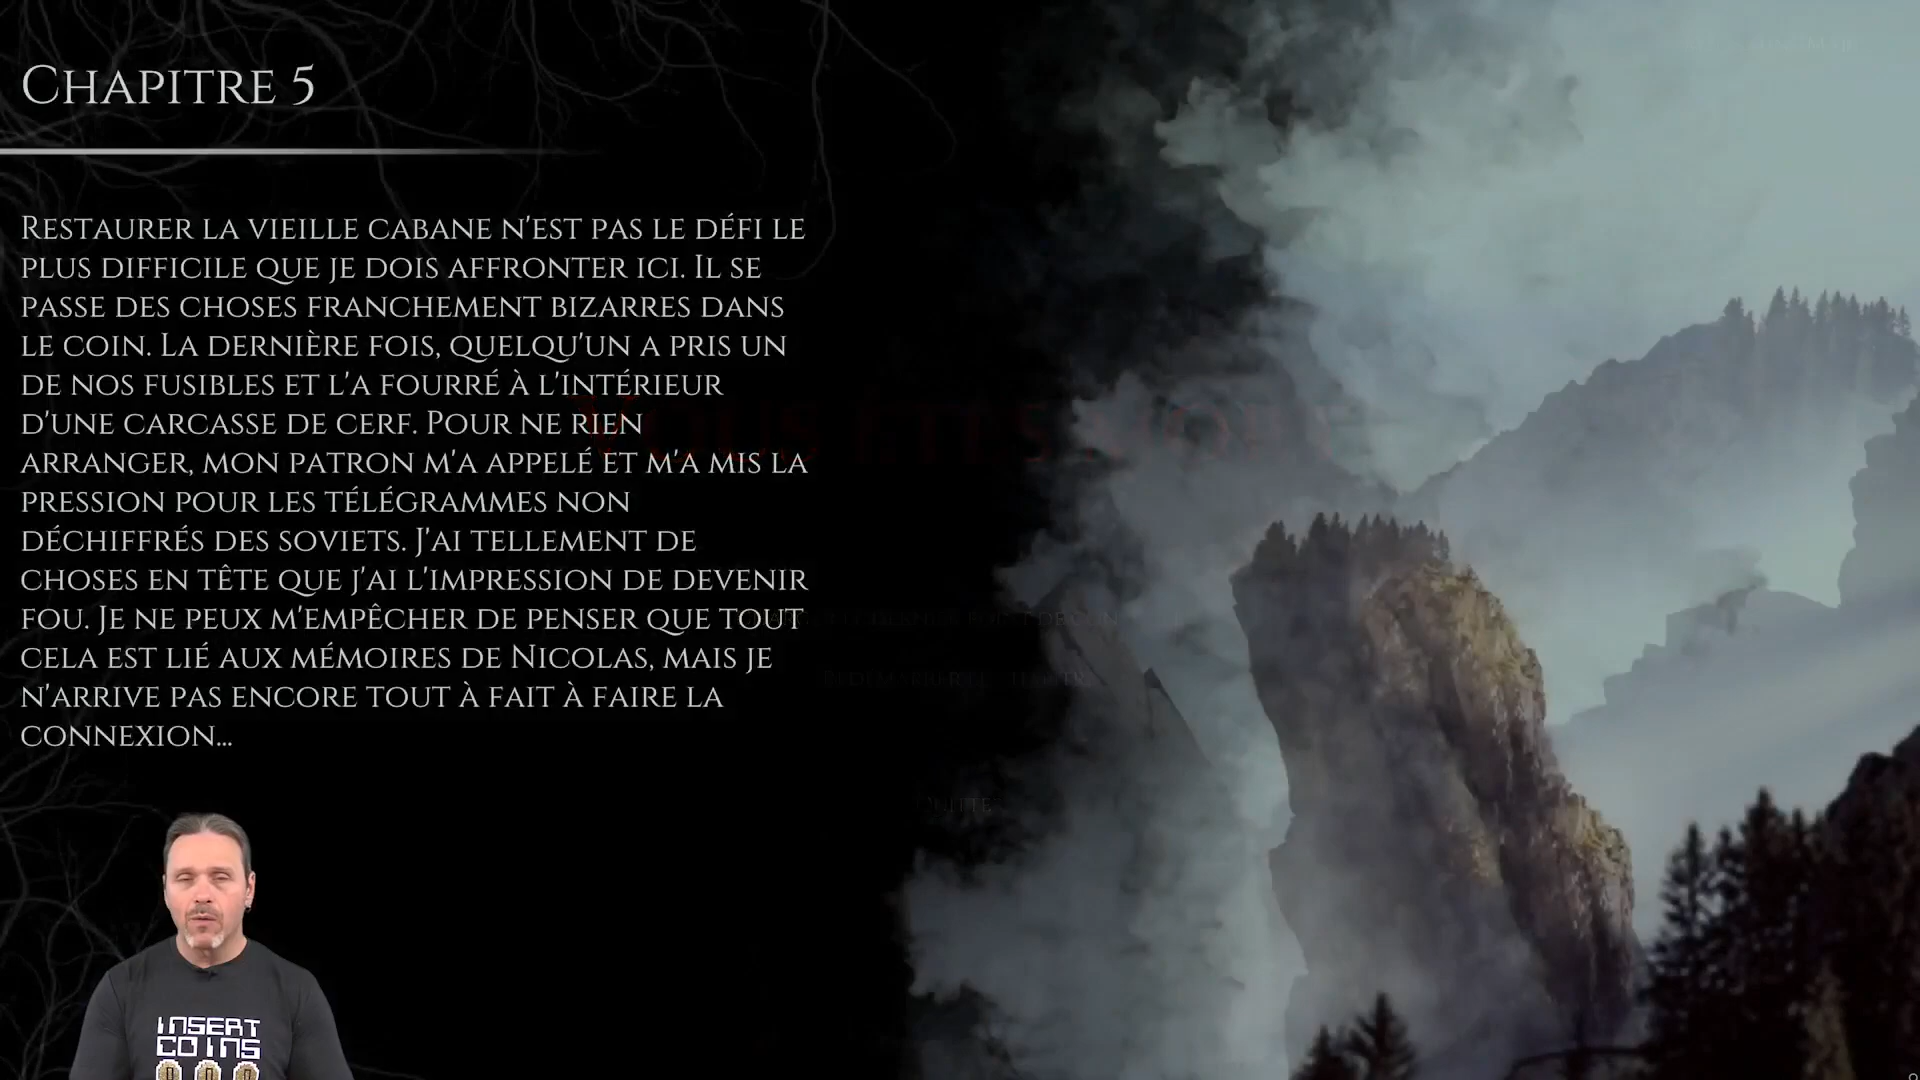 Chapitre 5
Restaurer la vieille cabane n'est pas le défi le
plus difficile que je dois affronter ici. Il se
passe des choses franchement bizarres dans
le coin. La dernière fois, quelqu'un a pris un
de nos fusibles et l'a fourré à l'intérieur
d'une carcasse de cerf. Pour ne rien
arranger, mon patron m'a appelé et m'a mis la
pression pour les télégrammes non
déchiffrés des soviets. J'ai tellement de
choses en tête que j'ai l'impression de devenir
fou. Je ne peux m'empêcher de penser que tout
cela est lié aux mémoires de Nicolas, mais je
n'arrive pas encore tout à fait à faire la
connexion...
Vous êtes mort
INSERT
COINS